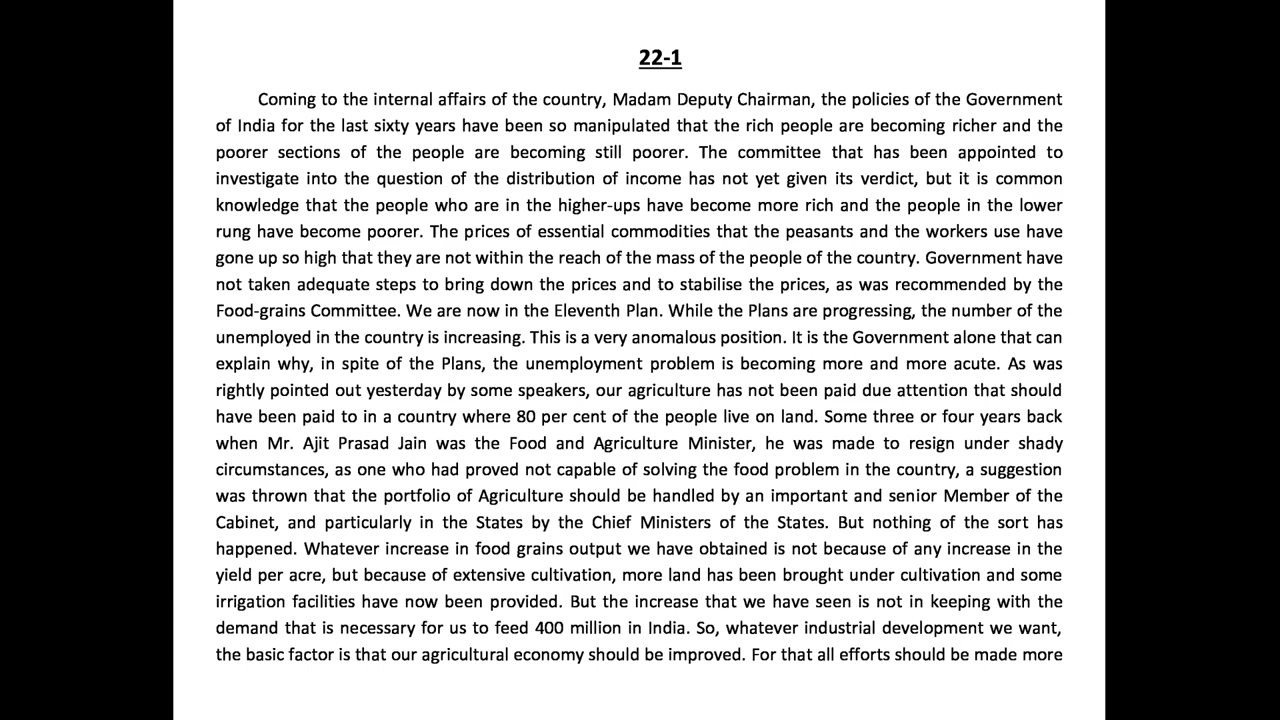 22-1
Coming to the internal affairs of the country, Madam Deputy Chairman, the policies of the Government
of India for the last sixty years have been so manipulated that the rich people are becoming richer and the
poorer sections of the people are becoming still poorer. The committee that has been appointed to
investigate into the question of the distribution of income has not yet given its verdict, but it is common
knowledge that the people who are in the higher-ups have become more rich and the people in the lower
rung have become poorer. The prices of essential commodities that the peasants and the workers use have
gone up so high that they are not within the reach of the mass of the people of the country. Government have
not taken adequate steps to bring down the prices and to stabilise the prices, as was recommended by the
Food-grains Committee. We are now in the Eleventh Plan. While the Plans are progressing, the number of the
unemployed in the country is increasing. This is a very anomalous position. It is the Government alone that can
explain why, in spite of the Plans, the unemployment problem is becoming more and more acute. As was
rightly pointed out yesterday by some speakers, our agriculture has not been paid due attention that should
have been paid to in a country where 80 per cent of the people live on land. Some three or four years back
when Mr. Ajit Prasad Jain was the Food and Agriculture Minister, he was made to resign under shady
circumstances, as one who had proved not capable of solving the food problem in the country, a suggestion
was thrown that the portfolio of Agriculture should be handled by an important and senior Member of the
Cabinet, and particularly in the States by the Chief Ministers of the States. But nothing of the sort has
happened. Whatever increase in food grains output we have obtained is not because of any increase in the
yield per acre, but because of extensive cultivation, more land has been brought under cultivation and some
irrigation facilities have now been provided. But the increase that we have seen is not in keeping with the
demand that is necessary for us to feed 400 million in India. So, whatever industrial development we want,
the basic factor is that our agricultural economy should be improved. For that all efforts should be made more